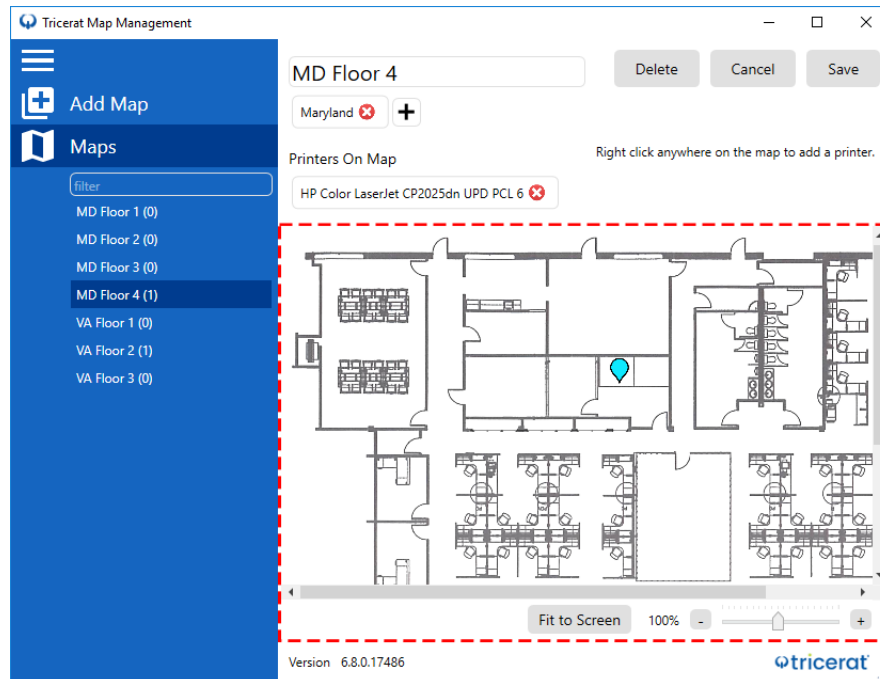 Tricerat Map Management
Add Map
Maps
filter
MD Floor 1 (0)
MD Floor 2 (0)
MD Floor 3 (0)
MD Floor 4 (1)
VA Floor 1 (0)
VA Floor 2 (1)
VA Floor 3 (0)
MD Floor 4
Delete
Cancel
Save
Maryland
Printers On Map
Right click anywhere on the map to add a printer.
HP Color LaserJet CP2025dn UPD PCL 6
Fit to Screen
100%
-
+
Version 6.8.0.17486
tricerat